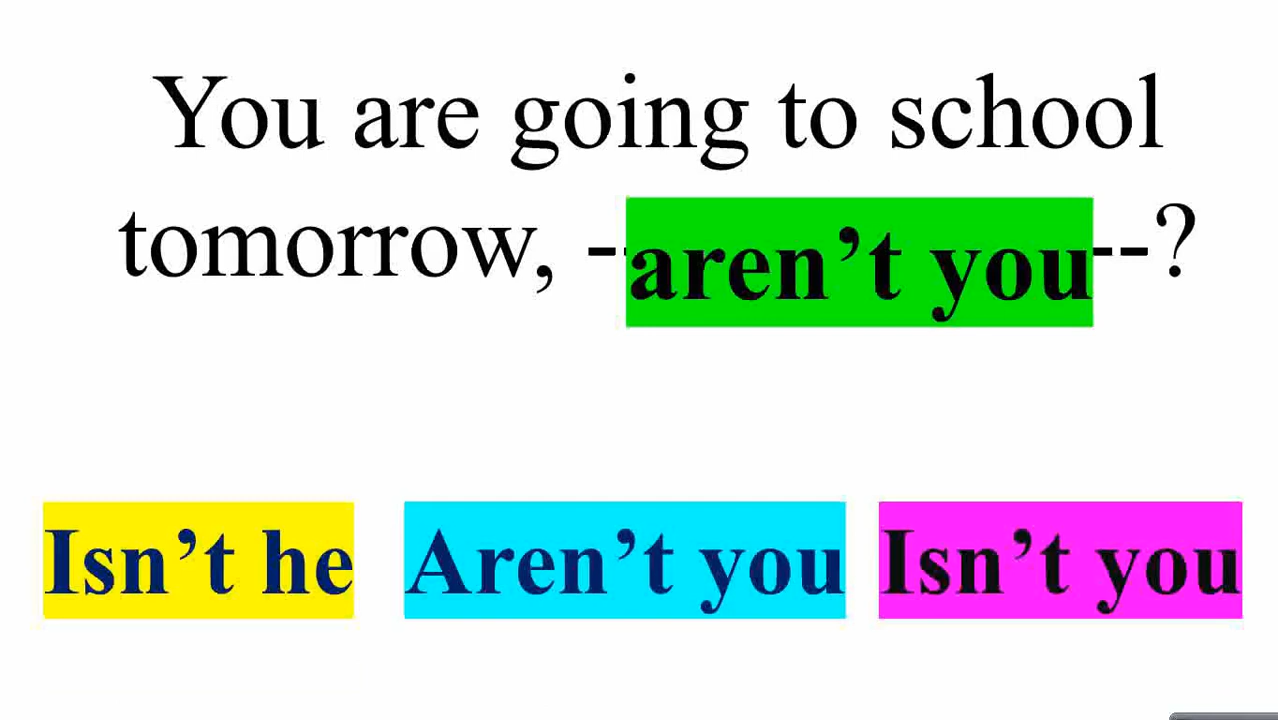 You are going to school
tomorrow, -- aren’t you --?
Isn’t he Aren’t you Isn’t you